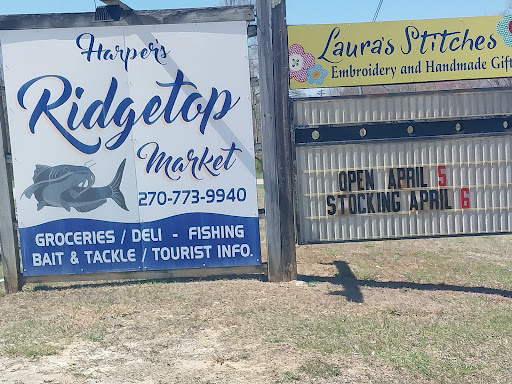 Harper's
Ridgetop
Market
270-773-9940
GROCERIES / DELI - FISHING
BAIT & TACKLE / TOURIST INFO.
Laura's Stitches
Embroidery and Handmade Gift
OPEN APRIL 5
STOCKING APRIL 6